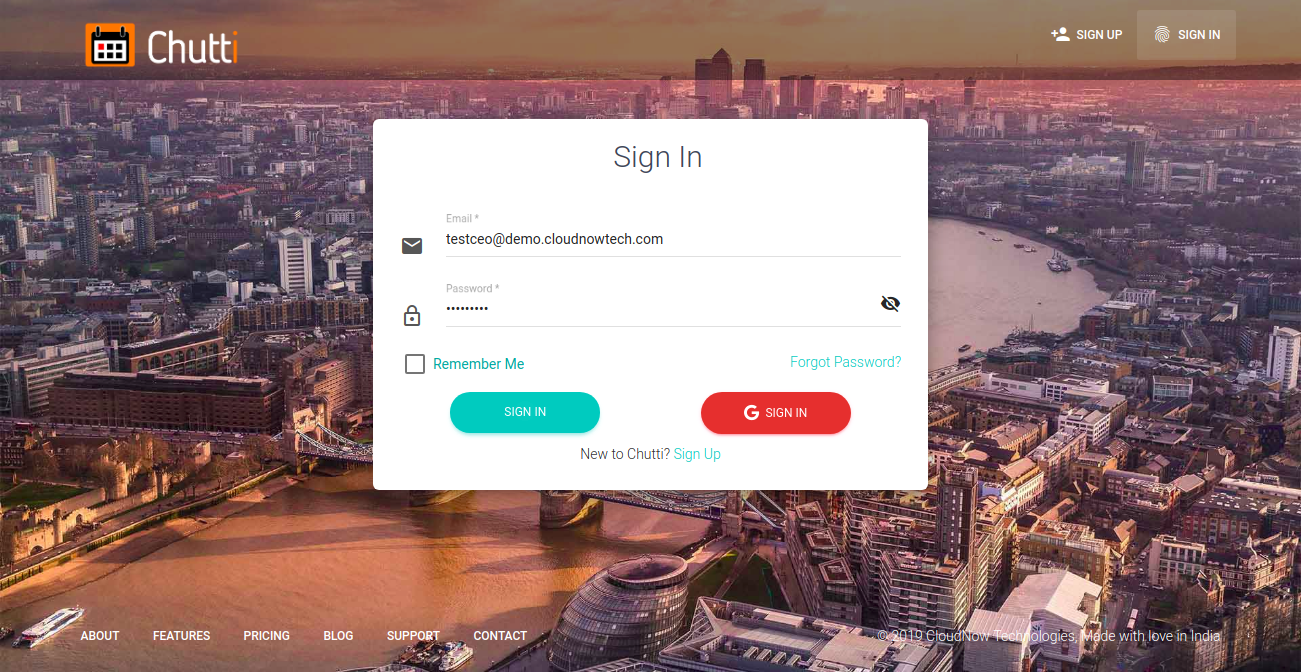 Chutti
SIGN UP
SIGN IN
Sign In
Email *
testceo@demo.cloudnowtech.com
Password *
•••••••••
Remember Me
Forgot Password?
SIGN IN
G SIGN IN
New to Chutti? Sign Up
ABOUT FEATURES PRICING BLOG SUPPORT CONTACT
© 2019 CloudNow Technologies, Made with love in India